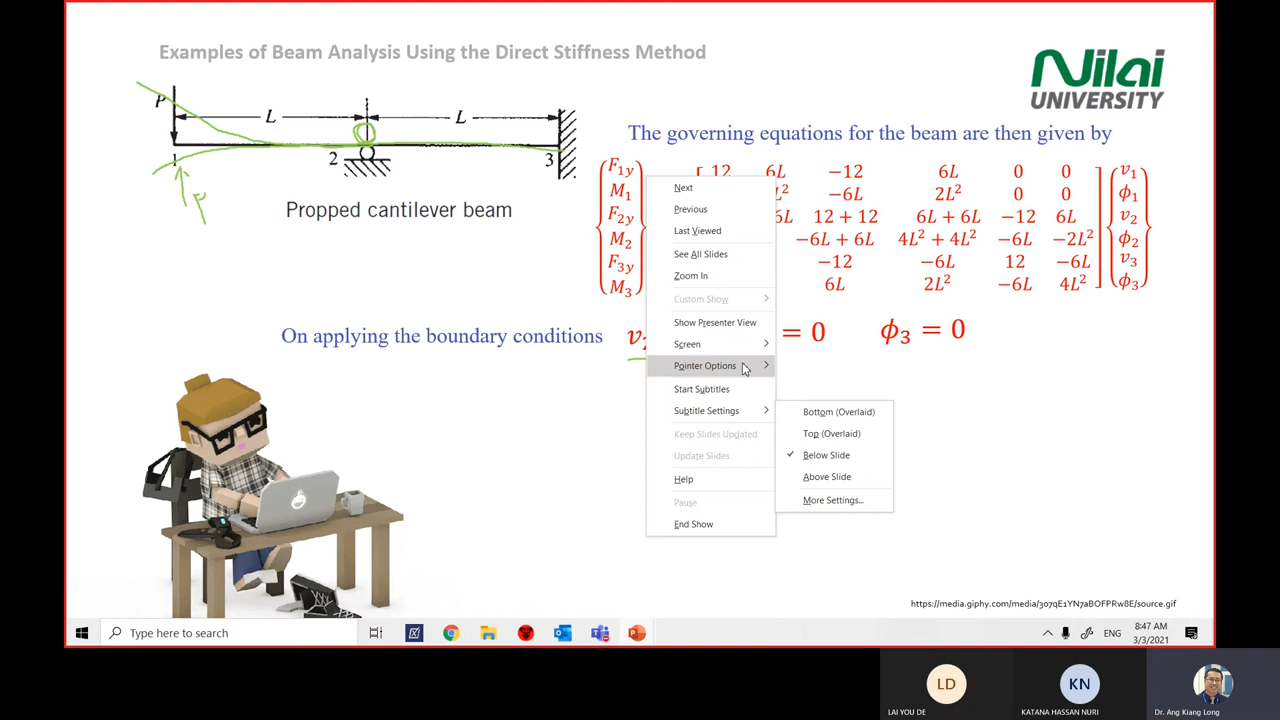 Examples of Beam Analysis Using the Direct Stiffness Method
Nilai
UNIVERSITY
P
L
L
1
2
3
P
Propped cantilever beam
The governing equations for the beam are then given by
F1y 12 6L −12 6L 0 0 v1
M1 L² −6L 2L² 0 0 ϕ1
F2y 6L 12 + 12 6L + 6L −12 6L v2
M2 −6L + 6L 4L² + 4L² −6L −2L² ϕ2
F3y −12 −6L 12 −6L v3
M3 6L 2L² −6L 4L² ϕ3
On applying the boundary conditions v2 = 0 ϕ3 = 0
Next
Previous
Last Viewed
See All Slides
Zoom In
Custom Show
Show Presenter View
Screen
Pointer Options
Start Subtitles
Subtitle Settings
Keep Slides Updated
Update Slides
Help
Pause
End Show
Bottom (Overlaid)
Top (Overlaid)
Below Slide
Above Slide
More Settings...
https://media.giphy.com/media/3o7qE1YN7aBOFPRw8E/source.gif
Type here to search
ENG
8:47 AM
3/3/2021
LD
KN
LAI YOU DE
KATANA HASSAN NURI
Dr. Ang Kiang Long